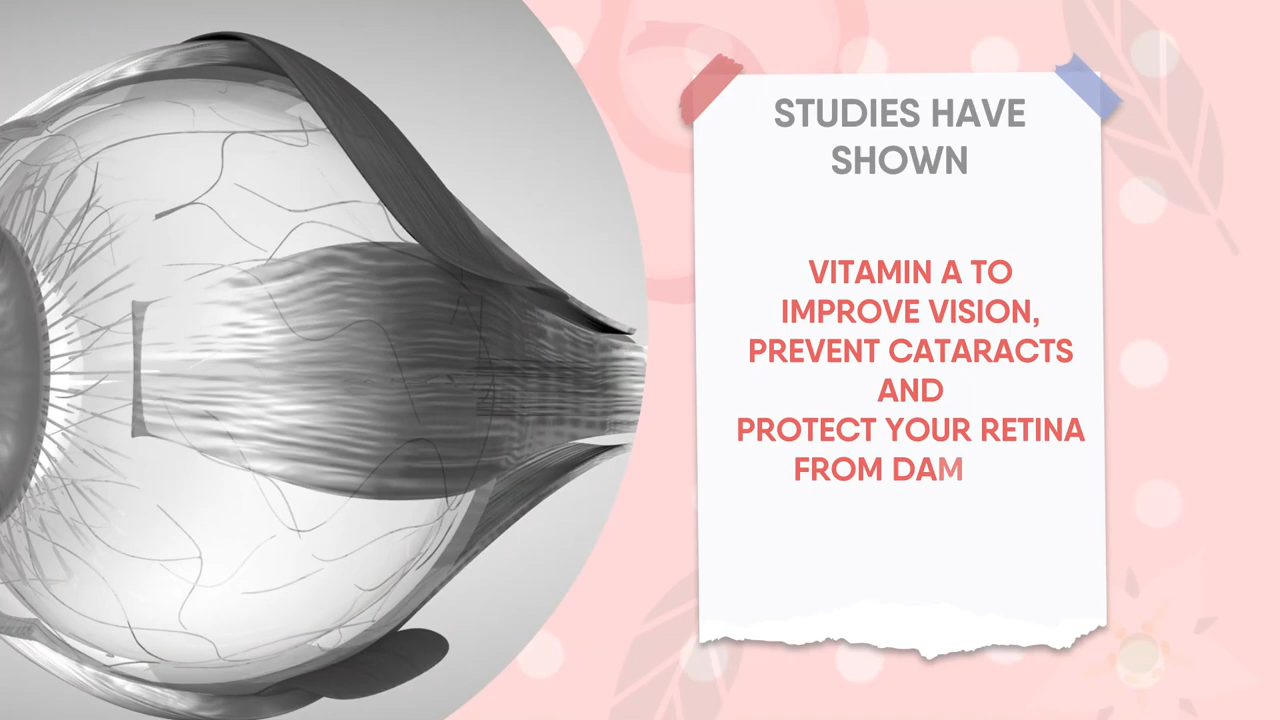 STUDIES HAVE
SHOWN
VITAMIN A TO
IMPROVE VISION,
PREVENT CATARACTS
AND
PROTECT YOUR RETINA
FROM DAM